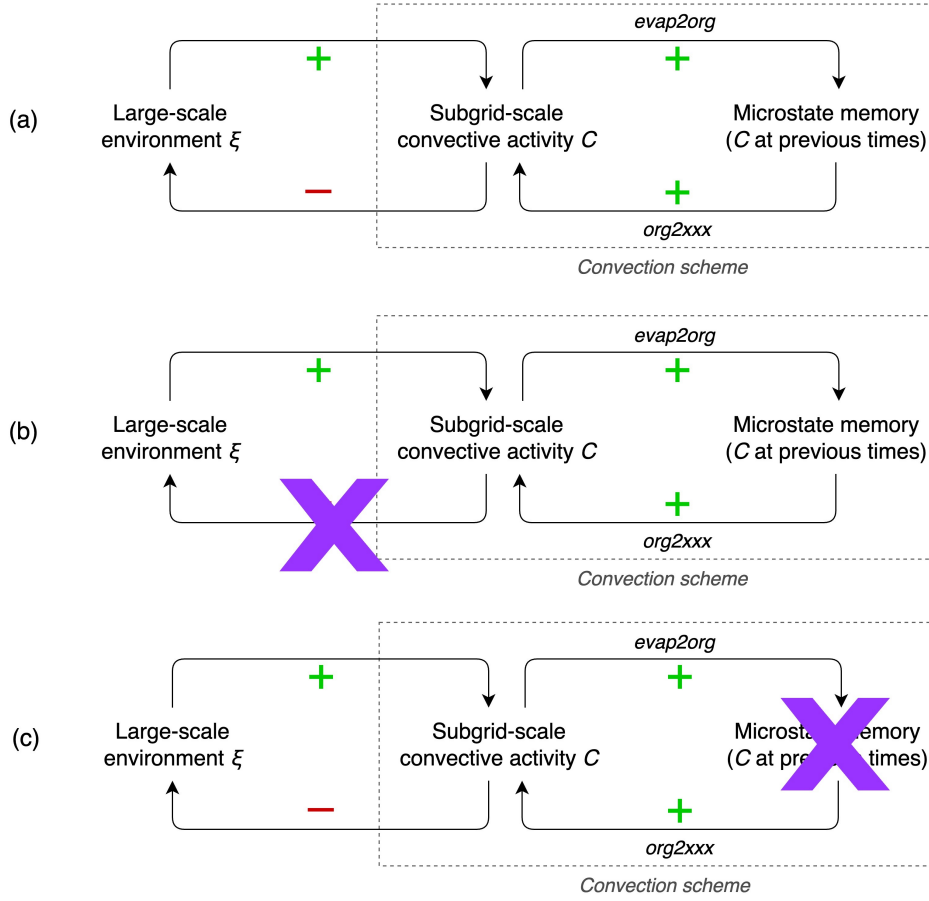 evap2org
+
+
(a)
Large-scale
environment ξ
Subgrid-scale
convective activity C
Microstate memory
(C at previous times)
−
+
org2xxx
Convection scheme
evap2org
+
+
(b)
Large-scale
environment ξ
Subgrid-scale
convective activity C
Microstate memory
(C at previous times)
X
+
org2xxx
Convection scheme
evap2org
+
+
(c)
Large-scale
environment ξ
Subgrid-scale
convective activity C
X
(C at times)
−
+
org2xxx
Convection scheme